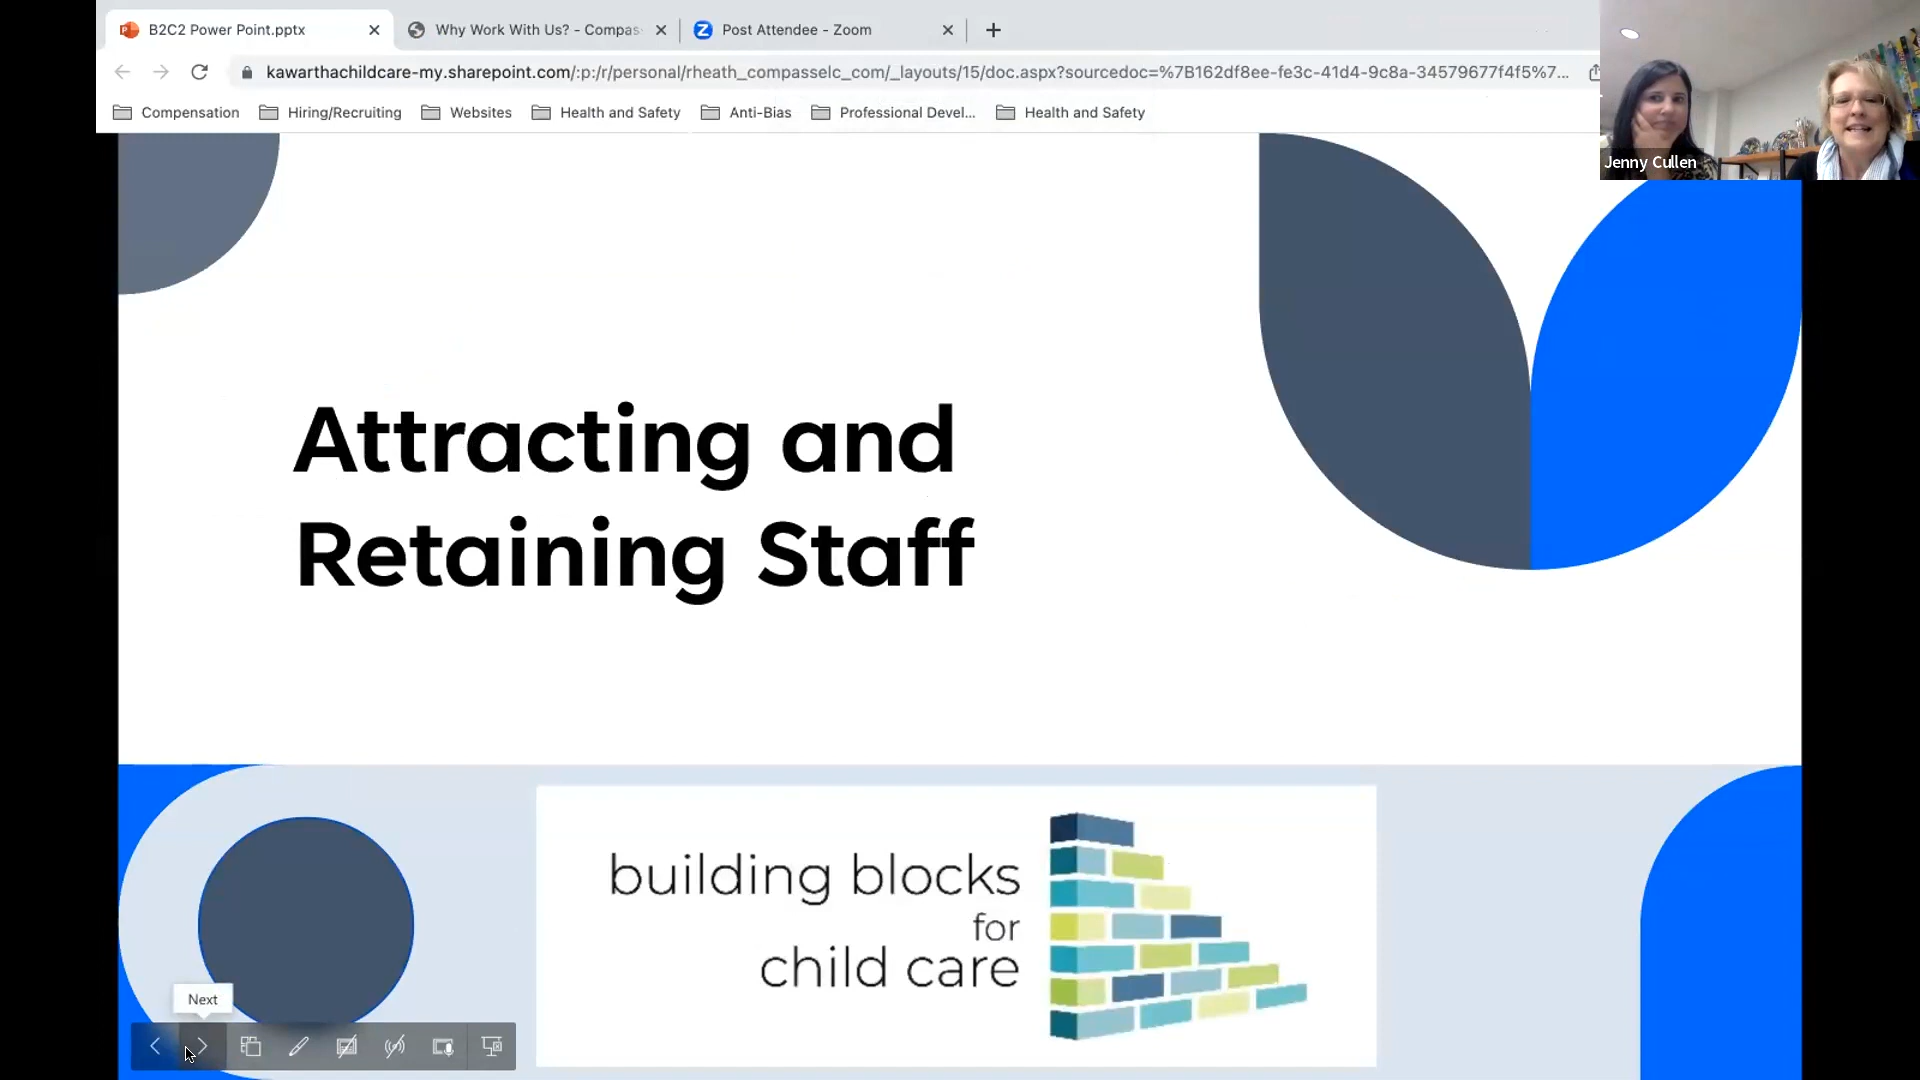 B2C2 Power Point.pptx
Why Work With Us? - Compas
Post Attendee - Zoom
kawarthachildcare-my.sharepoint.com/:p:/r/personal/rheath_compasselc_com/_layouts/15/doc.aspx?sourcedoc=%7B162df8ee-fe3c-41d4-9c8a-34579677f4f5%7...
Compensation
Hiring/Recruiting
Websites
Health and Safety
Anti-Bias
Professional Devel...
Health and Safety
Jenny Cullen
Attracting and
Retaining Staff
building blocks
for
child care
Next